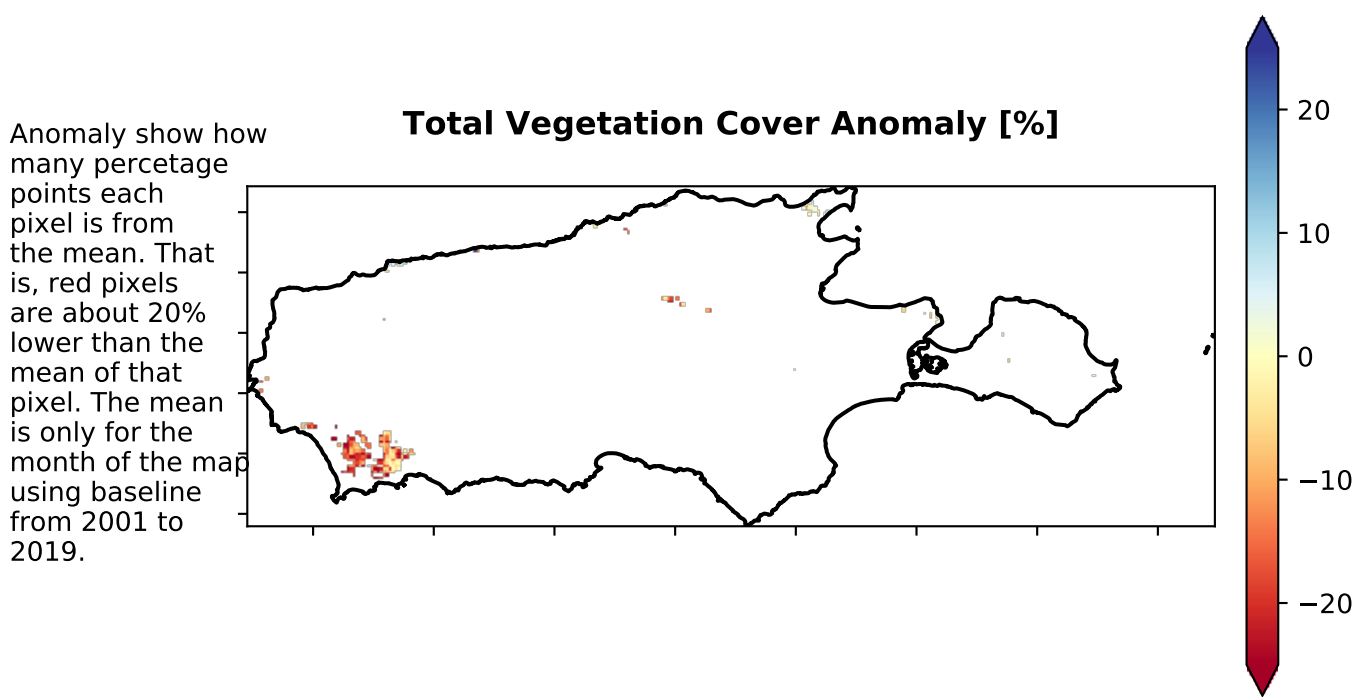 Total Vegetation Cover Anomaly [%]
Anomaly show how
many percetage
points each
pixel is from
the mean. That
is, red pixels
are about 20%
lower than the
mean of that
pixel. The mean
is only for the
month of the map
using baseline
from 2001 to
2019.
20
10
0
−10
−20